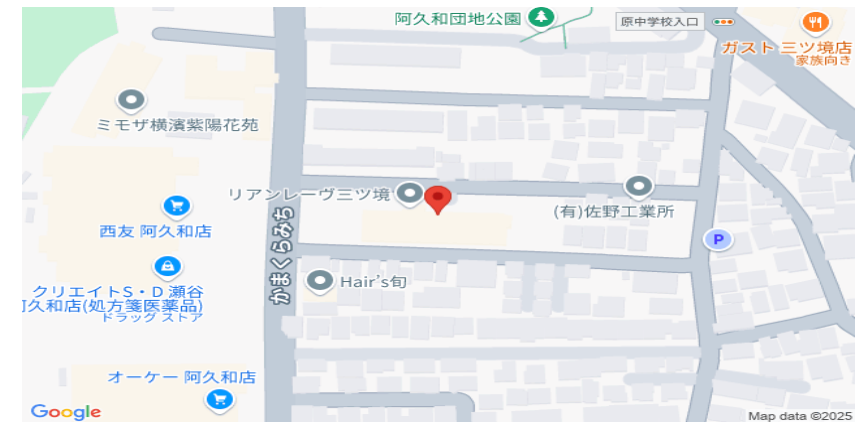 阿久和団地公園
原中学校入口
ガスト 三ツ境店
家族向き
ミモザ横濱紫陽花苑
リアンレーヴ三ツ境
(有)佐野工業所
西友 阿久和店
かまくらみち
P
クリエイトS・D 瀬谷
阿久和店(処方箋医薬品)
ドラッグ ストア
Hair's旬
オーケー 阿久和店
Google
Map data ©2025